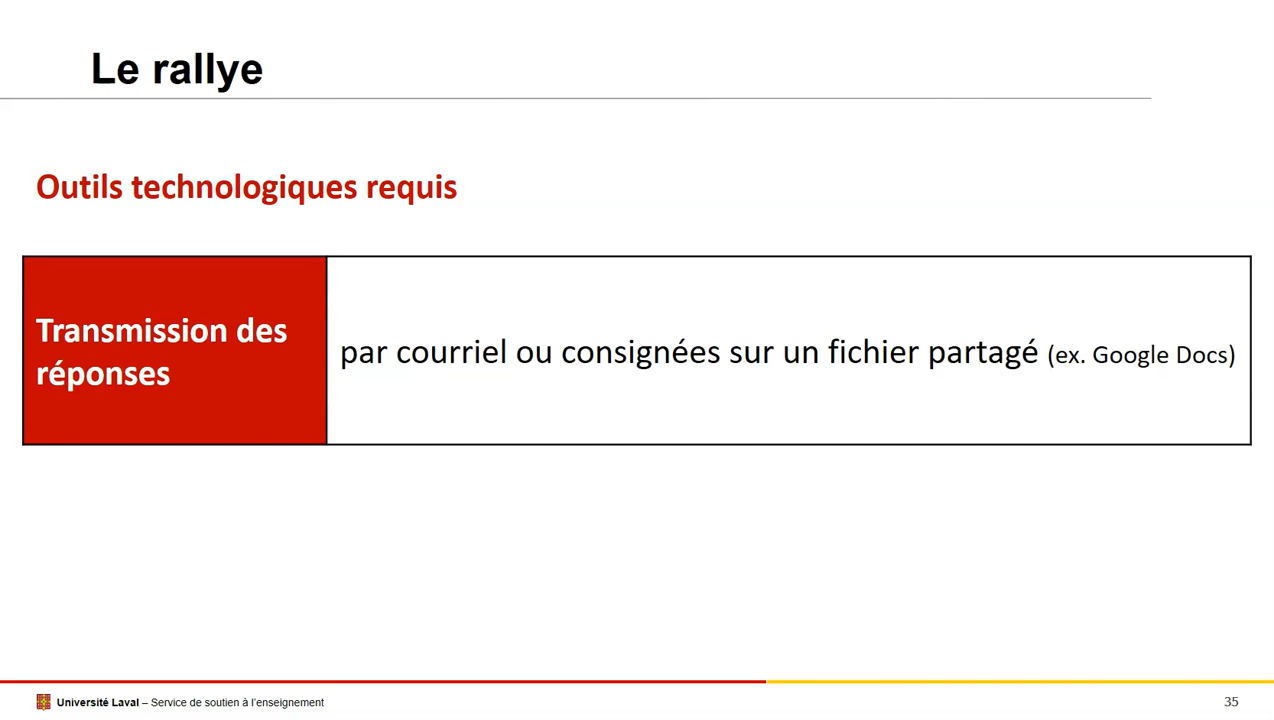 Le rallye
Outils technologiques requis
Transmission des
réponses
par courriel ou consignées sur un fichier partagé (ex. Google Docs)
Université Laval – Service de soutien à l'enseignement
35